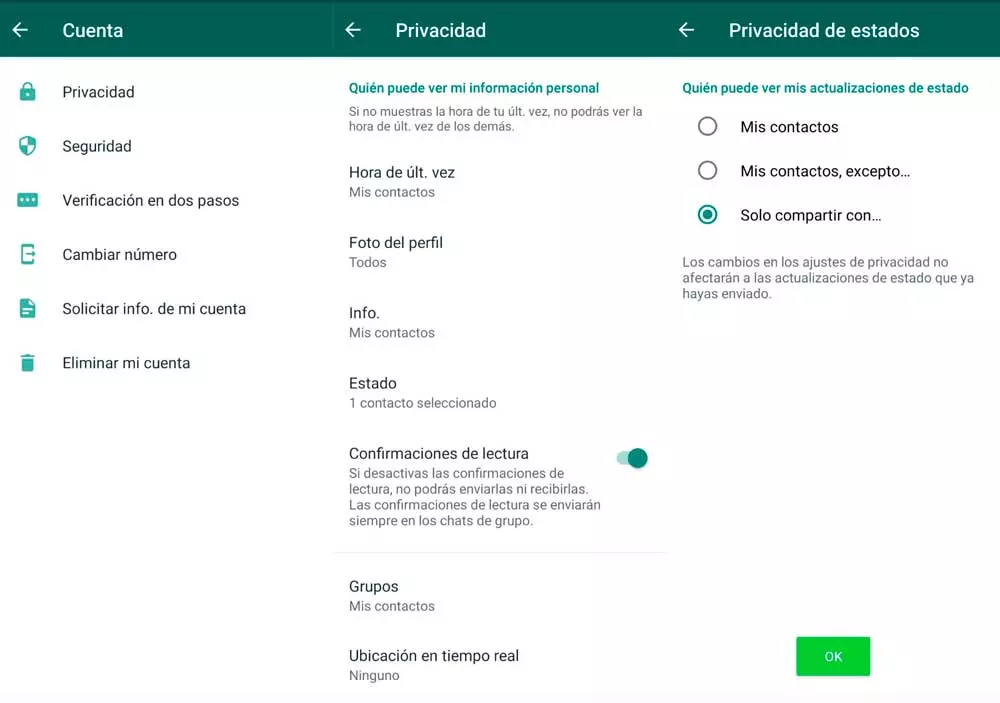 Cuenta
Privacidad
Seguridad
Verificación en dos pasos
Cambiar número
Solicitar info. de mi cuenta
Eliminar mi cuenta
Privacidad
Quién puede ver mi información personal
Si no muestras la hora de tu últ. vez, no podrás ver la
hora de últ. vez de los demás.
Hora de últ. vez
Mis contactos
Foto del perfil
Todos
Info.
Mis contactos
Estado
1 contacto seleccionado
Confirmaciones de lectura
Si desactivas las confirmaciones de
lectura, no podrás enviarlas ni recibirlas.
Las confirmaciones de lectura se enviarán
siempre en los chats de grupo.
Grupos
Mis contactos
Ubicación en tiempo real
Ninguno
Privacidad de estados
Quién puede ver mis actualizaciones de estado
Mis contactos
Mis contactos, excepto…
Solo compartir con…
Los cambios en los ajustes de privacidad no
afectarán a las actualizaciones de estado que ya
hayas enviado.
OK